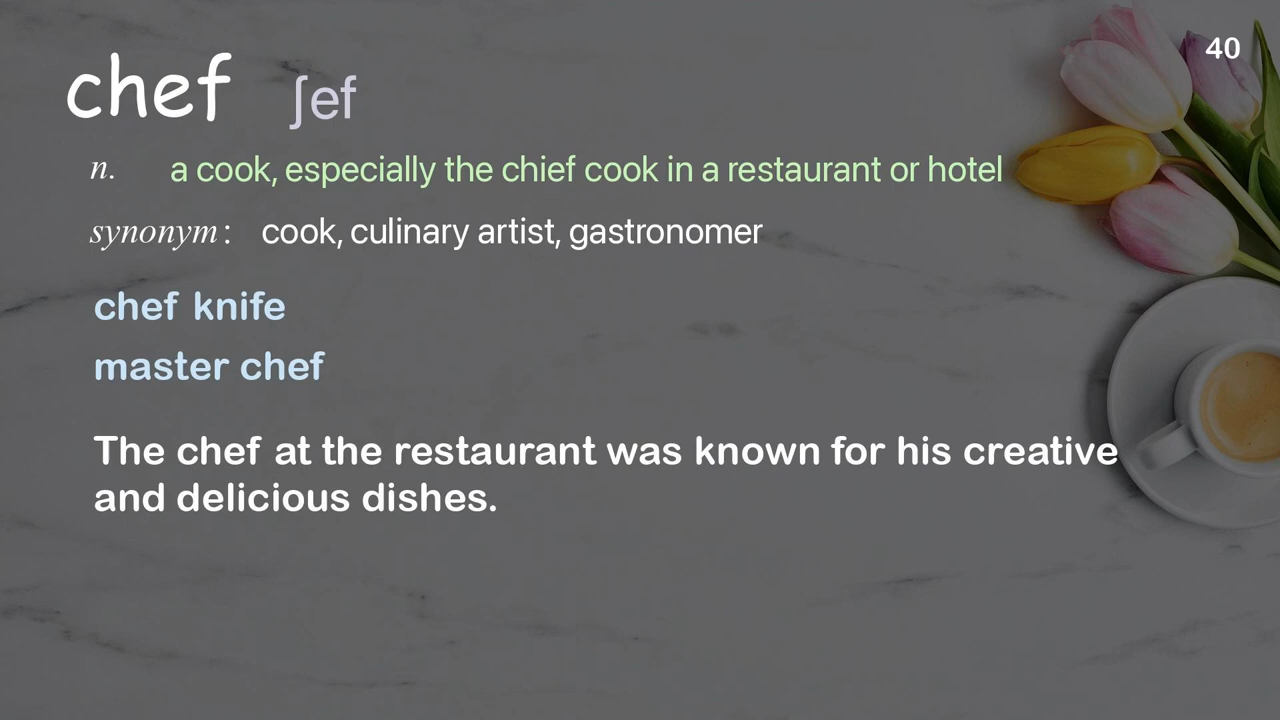 40
chef ʃef
n. a cook, especially the chief cook in a restaurant or hotel
synonym: cook, culinary artist, gastronomer
chef knife
master chef
The chef at the restaurant was known for his creative
and delicious dishes.